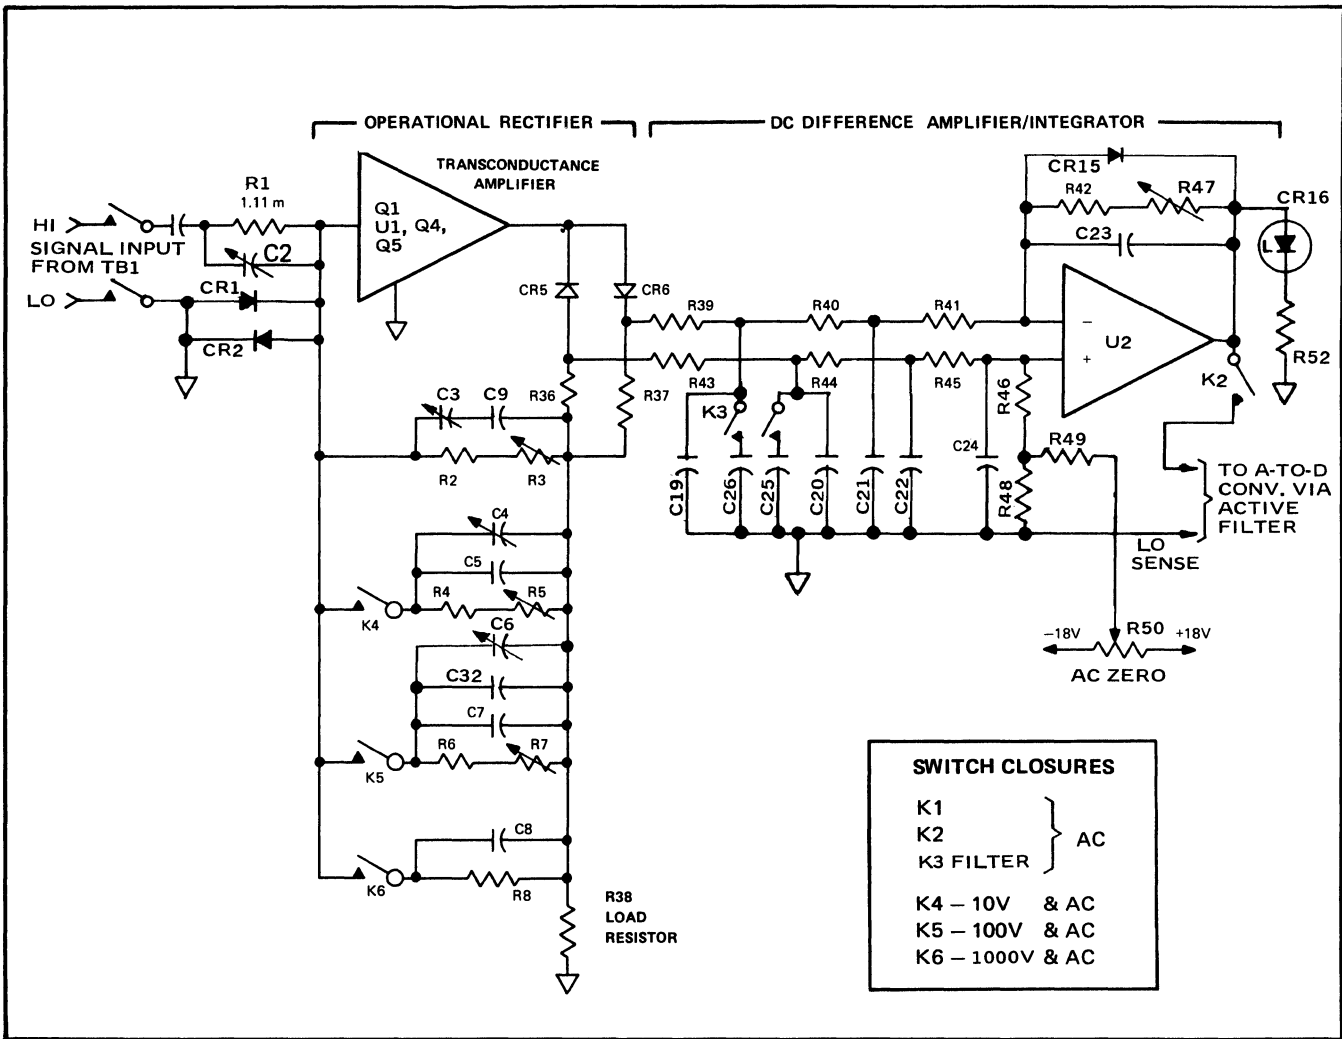 OPERATIONAL RECTIFIER
DC DIFFERENCE AMPLIFIER/INTEGRATOR
TRANSCONDUCTANCE
AMPLIFIER
Q1
U1, Q4,
Q5
R1
1.11 m
HI
SIGNAL INPUT
FROM TB1
LO
C2
CR1
CR2
CR5
CR6
CR15
R42
R47
CR16
C23
L
R39
R40
R41
−
U2
+
R52
K2
R43
R44
R45
R46
R36
R37
C3
C9
K3
R2
R3
C19
C26
C25
C20
C21
C22
C24
R49
R48
TO A-TO-D
CONV. VIA
ACTIVE
FILTER
LO
SENSE
C4
C5
R4
R5
K4
C6
C32
C7
R6
R7
K5
−18V
R50
+18V
AC ZERO
C8
K6
R8
R38
LOAD
RESISTOR
SWITCH CLOSURES
K1
K2
K3 FILTER
AC
K4 – 10V & AC
K5 – 100V & AC
K6 – 1000V & AC